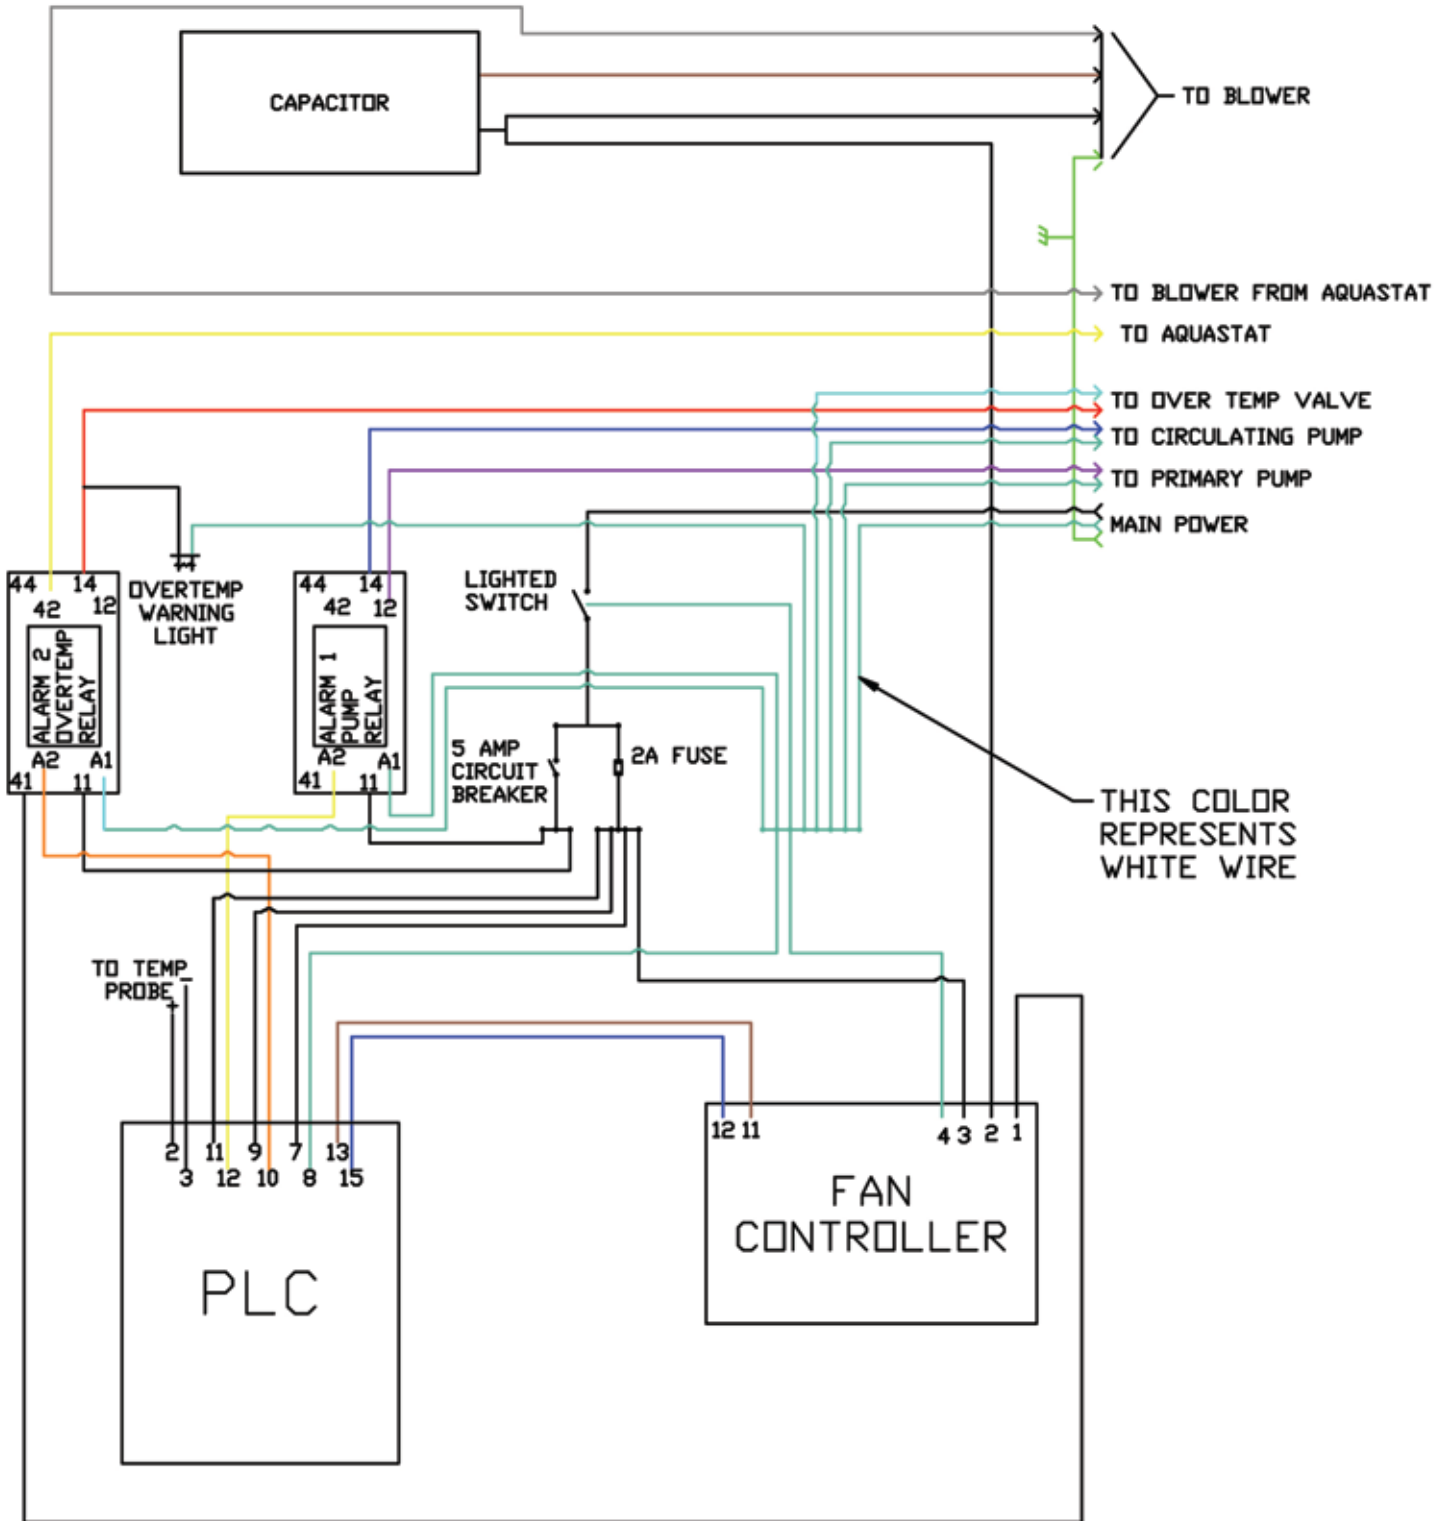 CAPACITOR
TO BLOWER
TO BLOWER FROM AQUASTAT
TO AQUASTAT
TO OVER TEMP VALVE
TO CIRCULATING PUMP
TO PRIMARY PUMP
MAIN POWER
44
14
42
12
ALARM 2
OVERTEMP
RELAY
A2
A1
41
11
OVERTEMP
WARNING
LIGHT
44
14
42
12
ALARM 1
PUMP
RELAY
A2
A1
41
11
LIGHTED
SWITCH
5 AMP
CIRCUIT
BREAKER
2A FUSE
THIS COLOR
REPRESENTS
WHITE WIRE
TO TEMP -
PROBE +
2 11 9 7 13
3 12 10 8 15
PLC
12 11 4 3 2 1
FAN
CONTROLLER